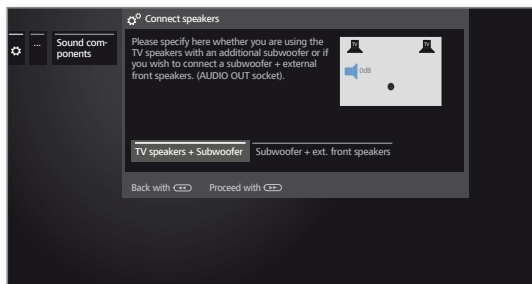 Connect speakers
...
Sound com-
ponents
Please specify here whether you are using the
TV speakers with an additional subwoofer or if
you wish to connect a subwoofer + external
front speakers. (AUDIO OUT socket).
TV TV
0dB
TV speakers + Subwoofer Subwoofer + ext. front speakers
Back with Proceed with